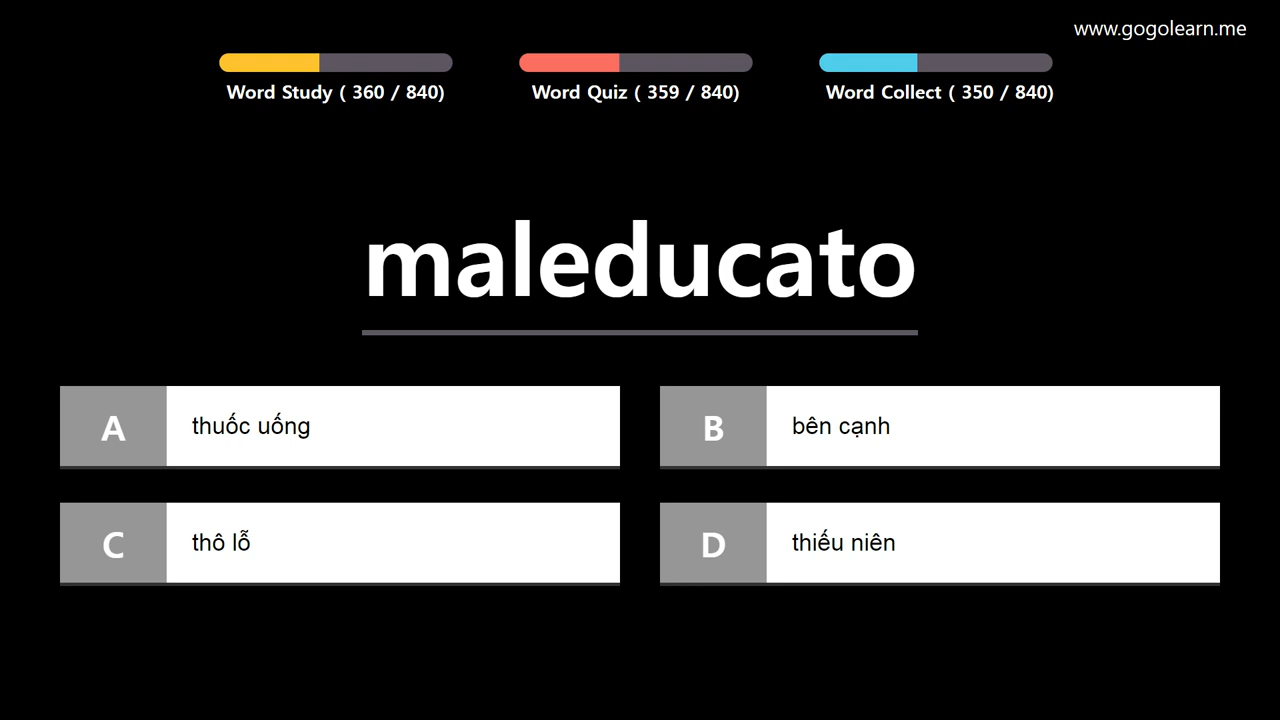 www.gogolearn.me
Word Study ( 360 / 840)
Word Quiz ( 359 / 840)
Word Collect ( 350 / 840)
maleducato
A thuốc uống
B bên cạnh
C thô lỗ
D thiếu niên